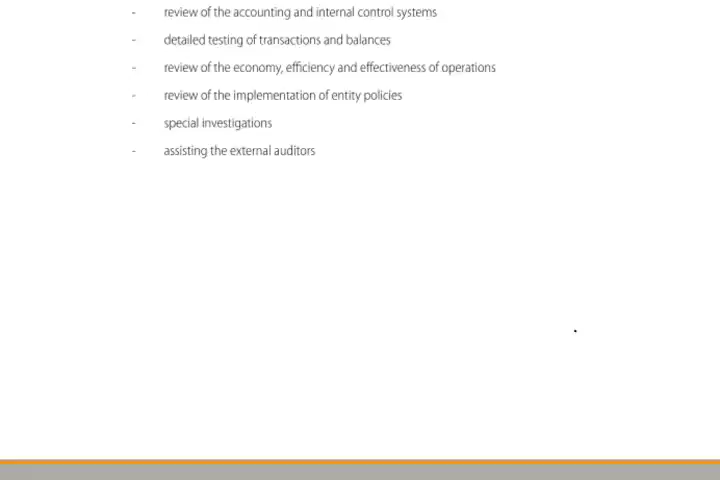 - review of the accounting and internal control systems
- detailed testing of transactions and balances
- review of the economy, efficiency and effectiveness of operations
- review of the implementation of entity policies
- special investigations
- assisting the external auditors